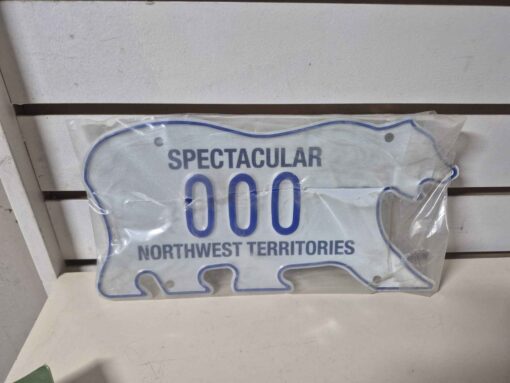 SPECTACULAR
000
NORTHWEST TERRITORIES